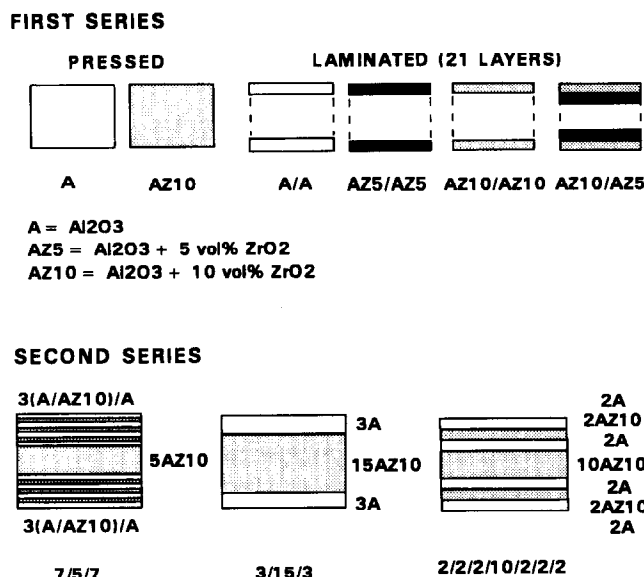 FIRST SERIES
PRESSED
LAMINATED (21 LAYERS)
A
AZ10
A/A
AZ5/AZ5
AZ10/AZ10
AZ10/AZ5
A = Al2O3
AZ5 = Al2O3 + 5 vol% ZrO2
AZ10 = Al2O3 + 10 vol% ZrO2
SECOND SERIES
3(A/AZ10)/A
5AZ10
3(A/AZ10)/A
7/5/7
3A
15AZ10
3A
3/15/3
2A
2AZ10
2A
10AZ10
2A
2AZ10
2A
2/2/2/10/2/2/2